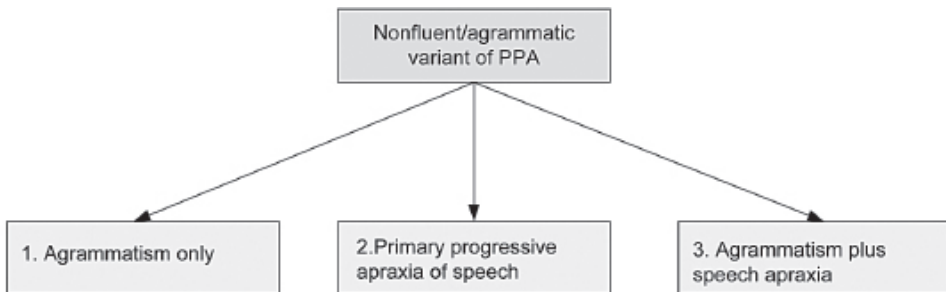 Nonfluent/agrammatic
variant of PPA
1. Agrammatism only
2.Primary progressive
apraxia of speech
3. Agrammatism plus
speech apraxia